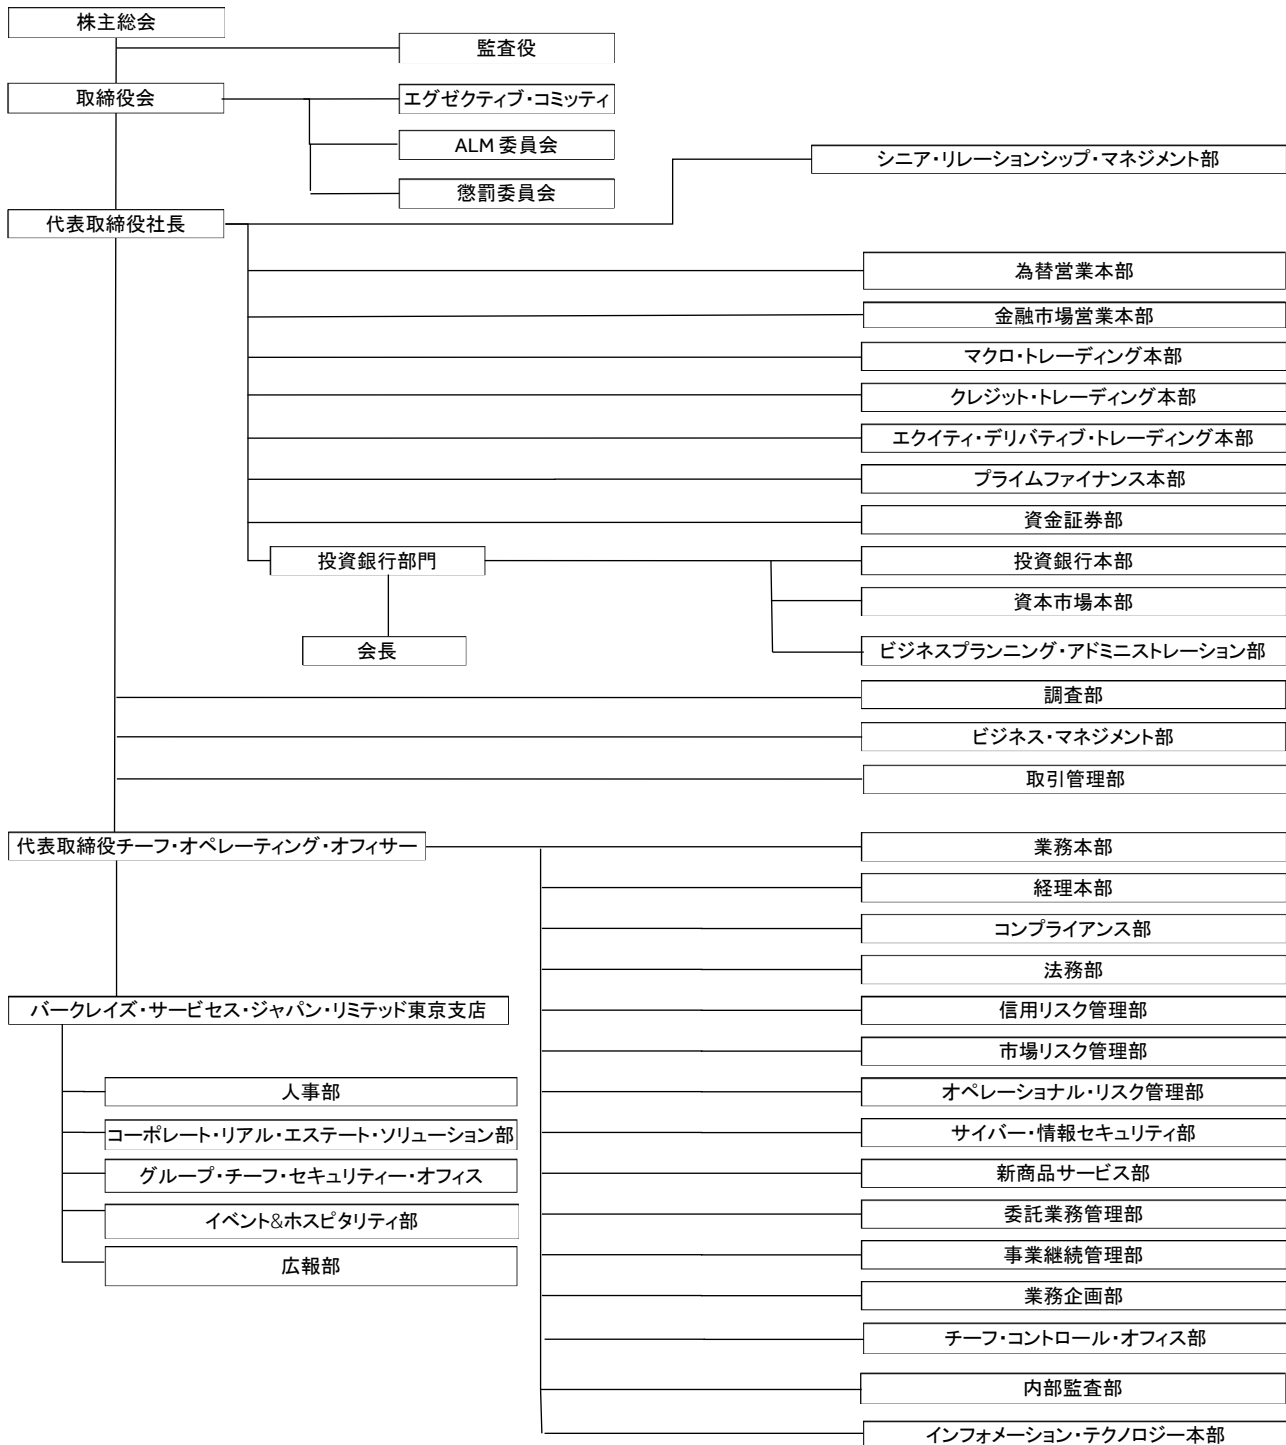 株主総会
監査役
取締役会
エグゼクティブ・コミッティ
ALM 委員会
懲罰委員会
シニア・リレーションシップ・マネジメント部
代表取締役社長
為替営業本部
金融市場営業本部
マクロ・トレーディング本部
クレジット・トレーディング本部
エクイティ・デリバティブ・トレーディング本部
プライムファイナンス本部
資金証券部
投資銀行部門
投資銀行本部
資本市場本部
会長
ビジネスプランニング・アドミニストレーション部
調査部
ビジネス・マネジメント部
取引管理部
代表取締役チーフ・オペレーティング・オフィサー
業務本部
経理本部
コンプライアンス部
法務部
バークレイズ・サービセス・ジャパン・リミテッド東京支店
信用リスク管理部
市場リスク管理部
人事部
オペレーショナル・リスク管理部
コーポレート・リアル・エステート・ソリューション部
サイバー・情報セキュリティ部
グループ・チーフ・セキュリティー・オフィス
新商品サービス部
イベント&ホスピタリティ部
委託業務管理部
広報部
事業継続管理部
業務企画部
チーフ・コントロール・オフィス部
内部監査部
インフォメーション・テクノロジー本部